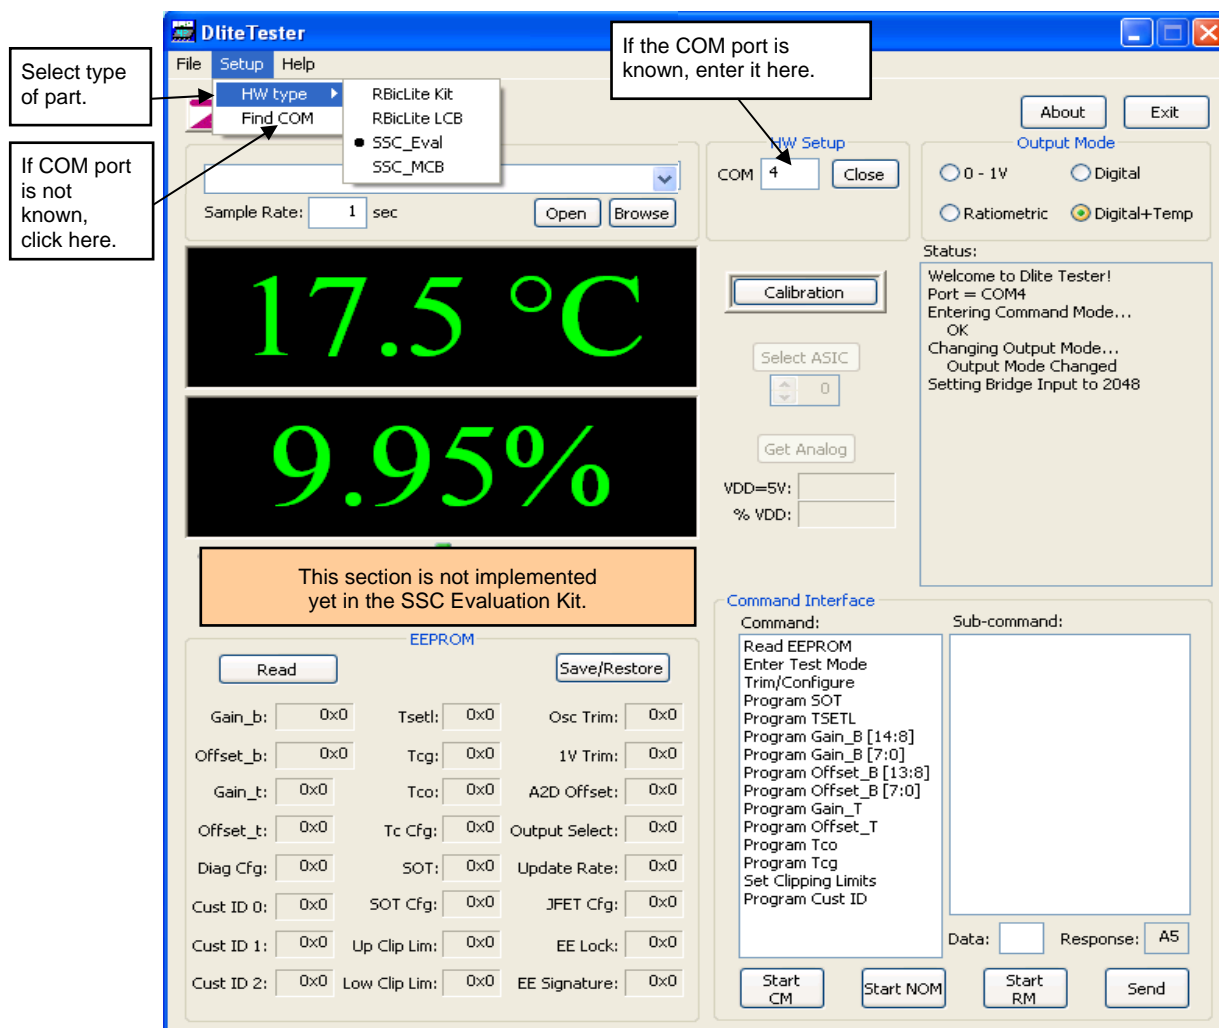 DliteTester
If the COM port is
known, enter it here.
Select type
of part.
If COM port
is not
known,
click here.
File Setup Help
HW type
Find COM
RBicLite Kit
RBicLite LCB
SSC_Eval
SSC_MCB
About Exit
HW Setup
COM 4 Close
Output Mode
0 - 1V Digital
Ratiometric Digital+Temp
Sample Rate: 1 sec Open Browse
17.5 °C
9.95%
Calibration
Select ASIC
0
Get Analog
VDD=5V:
% VDD:
Status:
Welcome to Dlite Tester!
Port = COM4
Entering Command Mode...
OK
Changing Output Mode...
Output Mode Changed
Setting Bridge Input to 2048
This section is not implemented
yet in the SSC Evaluation Kit.
EEPROM
Read Save/Restore
Gain_b: 0x0 Tsetl: 0x0 Osc Trim: 0x0
Offset_b: 0x0 Tcg: 0x0 1V Trim: 0x0
Gain_t: 0x0 Tco: 0x0 A2D Offset: 0x0
Offset_t: 0x0 Tc Cfg: 0x0 Output Select: 0x0
Diag Cfg: 0x0 SOT: 0x0 Update Rate: 0x0
Cust ID 0: 0x0 SOT Cfg: 0x0 JFET Cfg: 0x0
Cust ID 1: 0x0 Up Clip Lim: 0x0 EE Lock: 0x0
Cust ID 2: 0x0 Low Clip Lim: 0x0 EE Signature: 0x0
Command Interface
Command: Sub-command:
Read EEPROM
Enter Test Mode
Trim/Configure
Program SOT
Program TSETL
Program Gain_B [14:8]
Program Gain_B [7:0]
Program Offset_B [13:8]
Program Offset_B [7:0]
Program Gain_T
Program Offset_T
Program Tco
Program Tcg
Set Clipping Limits
Program Cust ID
Data: Response: A5
Start
CM
Start NOM
Start
RM
Send